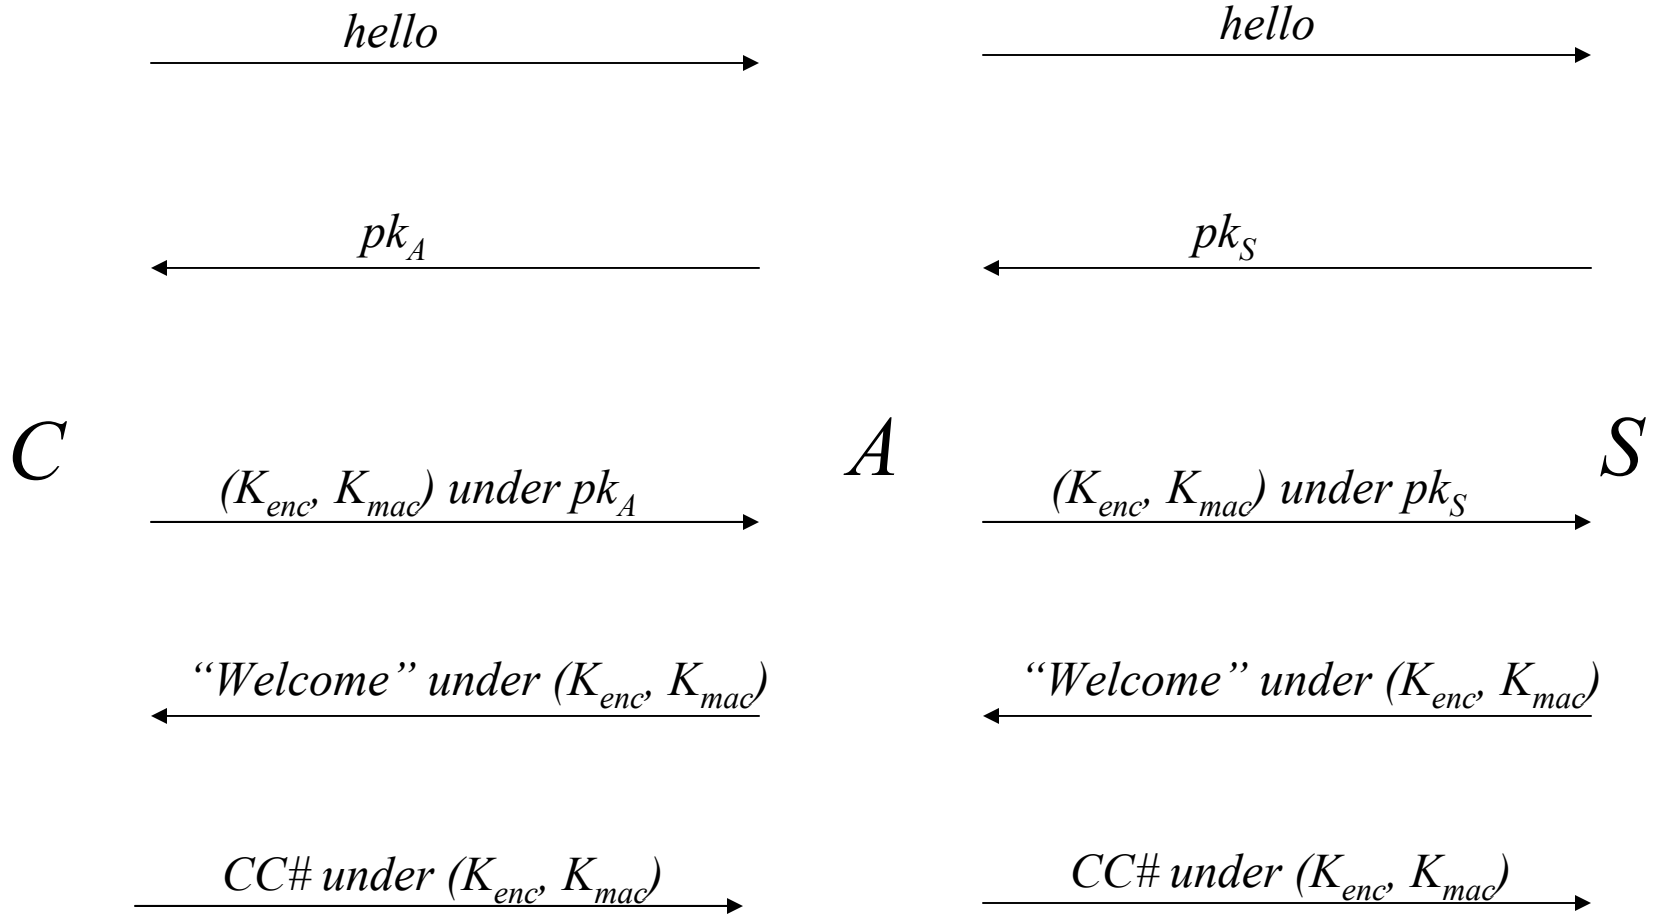 hello hello
pk_A pk_S
C A S
(K_enc, K_mac) under pk_A (K_enc, K_mac) under pk_S
“Welcome” under (K_enc, K_mac) “Welcome” under (K_enc, K_mac)
CC# under (K_enc, K_mac) CC# under (K_enc, K_mac)